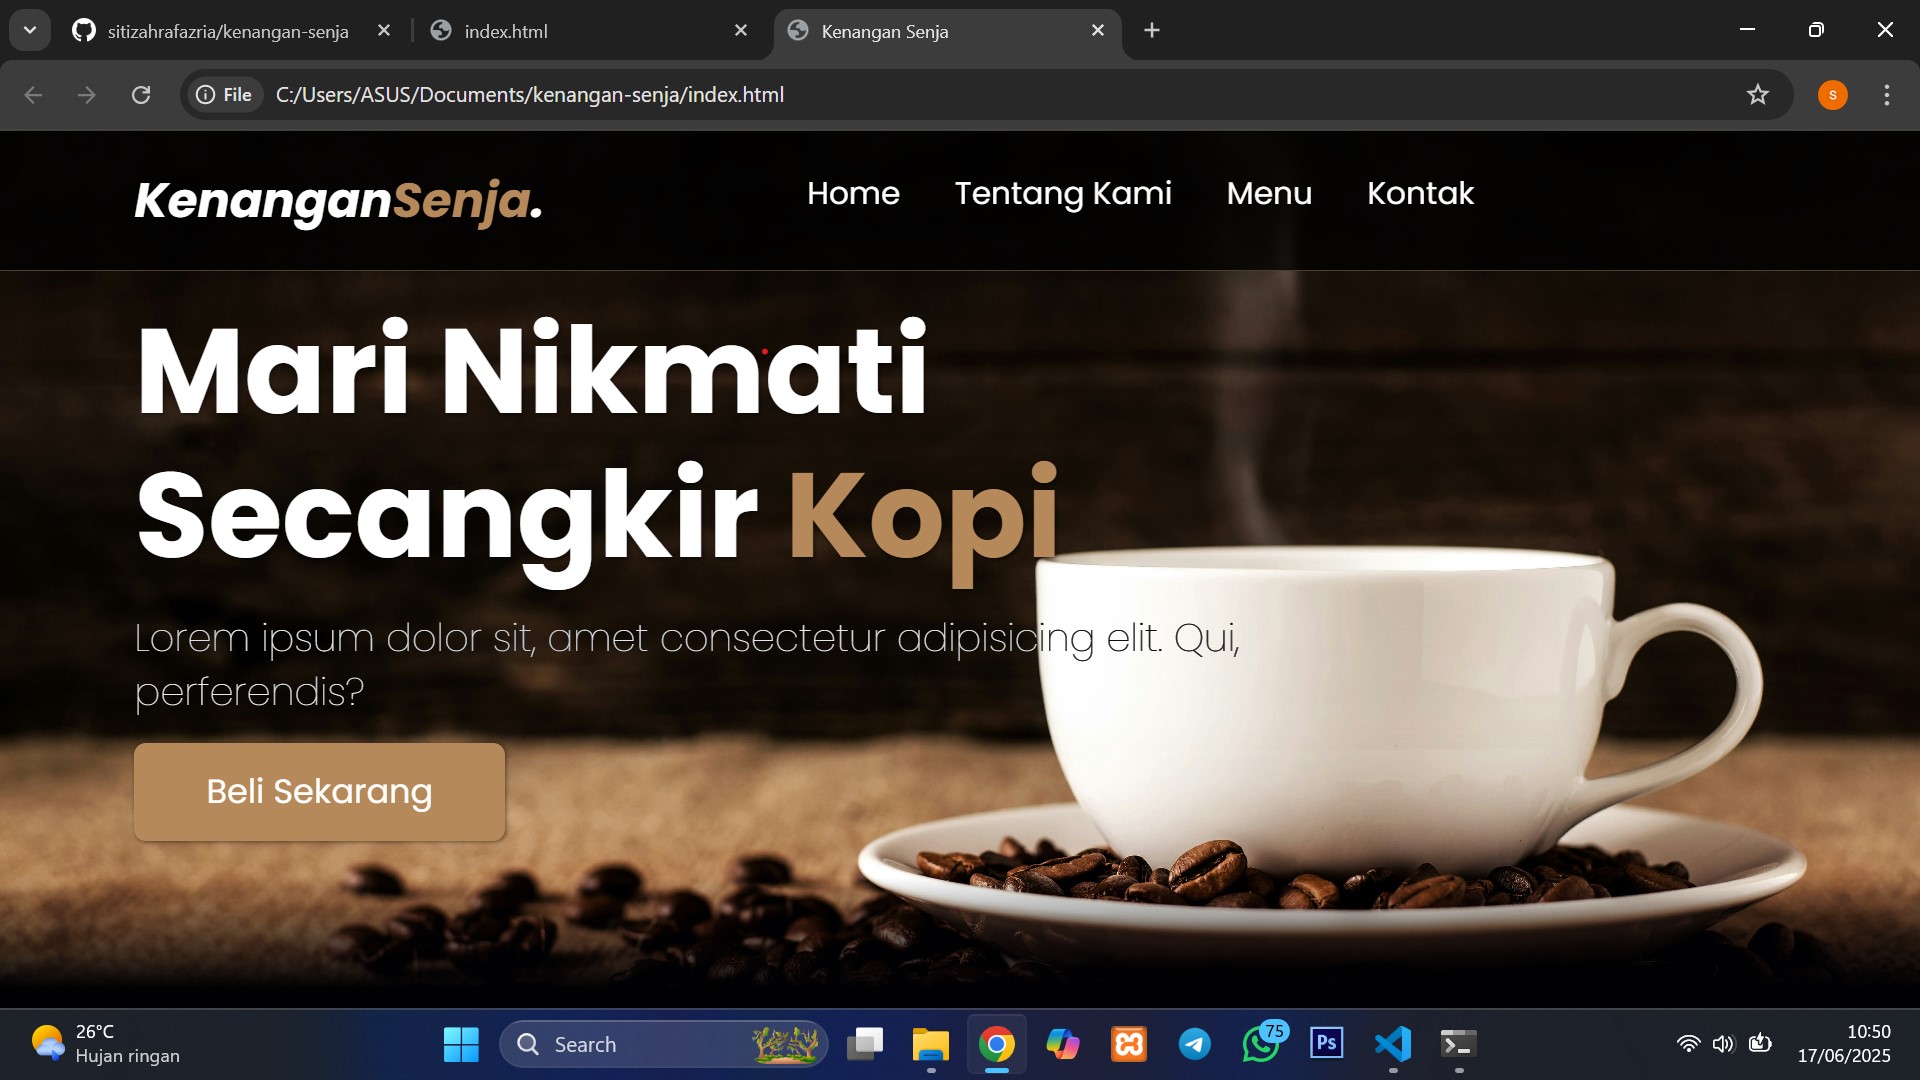 sitizahrafazria/kenangan-senja
index.html
Kenangan Senja
File
C:/Users/ASUS/Documents/kenangan-senja/index.html
S
KenanganSenja.
Home
Tentang Kami
Menu
Kontak
Mari Nikmati
Secangkir Kopi
Lorem ipsum dolor sit, amet consectetur adipisicing elit. Qui,
perferendis?
Beli Sekarang
26°C
Hujan ringan
Search
75
Ps
10:50
17/06/2025